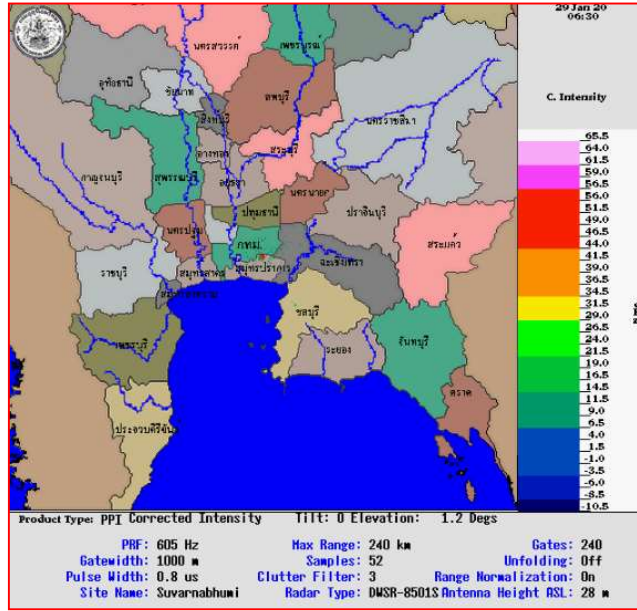 29 Jan 20
06:30
นครสวรรค์
เพชรบูรณ์
อุทัยธานี
ชัยนาท
ลพบุรี
สิงห์บุรี
นครราชสีมา
อ่างทอง
สระบุรี
กาญจนบุรี
สุพรรณบุรี
อยุธยา
นครนายก
ปราจีนบุรี
ปทุมธานี
นครปฐม
กทม.
สระแก้ว
ฉะเชิงเทรา
ราชบุรี
สมุทรสาคร
สมุทรปราการ
สมุทรสงคราม
ชลบุรี
เพชรบุรี
ระยอง
จันทบุรี
ตราด
ประจวบคีรีขันธ์
C. Intensity
65.5
64.0
61.5
59.0
56.5
56.0
51.5
49.0
46.5
44.0
41.5
39.0
36.5
34.5
31.5
29.0
26.5
24.0
21.5
19.0
16.5
14.5
11.5
9.0
6.5
4.0
1.5
-1.0
-3.5
-6.0
-8.5
-10.5
Product Type: PPI Corrected Intensity Tilt: 0 Elevation: 1.2 Degs
PRF: 605 Hz Max Range: 240 km Gates: 240
Gatewidth: 1000 m Samples: 52 Unfolding: Off
Pulse Width: 0.8 us Clutter Filter: 3 Range Normalization: On
Site Name: Suvarnabhumi Radar Type: DWSR-8501S Antenna Height ASL: 28 m